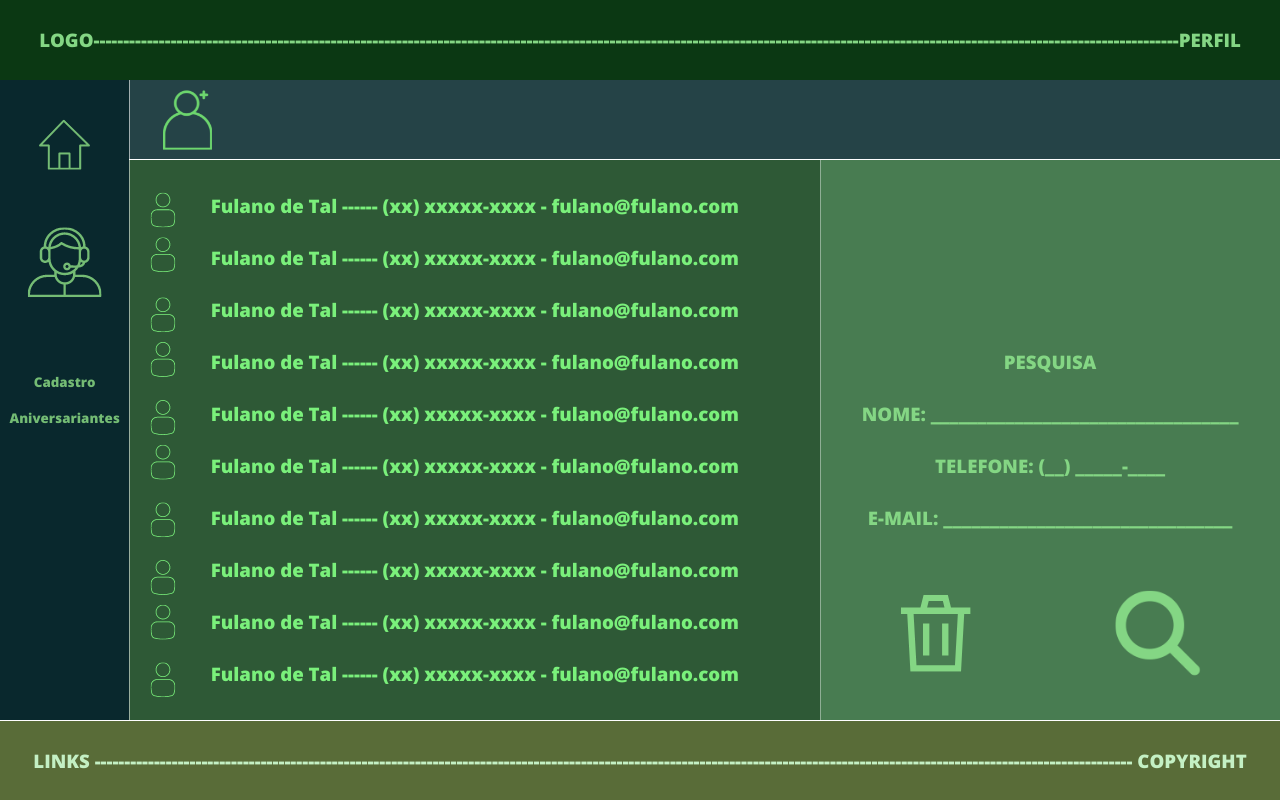 LOGO------------------------------------------------------------------------------------------------------------------------------------------------------------------------------------PERFIL
Cadastro
Aniversariantes
Fulano de Tal ------ (xx) xxxxx-xxxx - fulano@fulano.com
Fulano de Tal ------ (xx) xxxxx-xxxx - fulano@fulano.com
Fulano de Tal ------ (xx) xxxxx-xxxx - fulano@fulano.com
Fulano de Tal ------ (xx) xxxxx-xxxx - fulano@fulano.com
Fulano de Tal ------ (xx) xxxxx-xxxx - fulano@fulano.com
Fulano de Tal ------ (xx) xxxxx-xxxx - fulano@fulano.com
Fulano de Tal ------ (xx) xxxxx-xxxx - fulano@fulano.com
Fulano de Tal ------ (xx) xxxxx-xxxx - fulano@fulano.com
Fulano de Tal ------ (xx) xxxxx-xxxx - fulano@fulano.com
Fulano de Tal ------ (xx) xxxxx-xxxx - fulano@fulano.com
PESQUISA
NOME: _________________________________
TELEFONE: (__) _____-____
E-MAIL: _______________________________
LINKS ------------------------------------------------------------------------------------------------------------------------------------------------------------------------------- COPYRIGHT